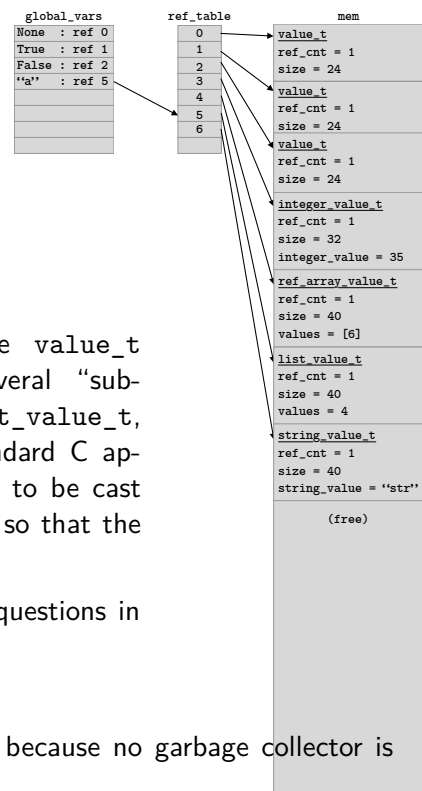 global_vars
None : ref 0
True : ref 1
False : ref 2
“a” : ref 5
ref_table
0
1
2
3
4
5
6
mem
value_t
ref_cnt = 1
size = 24
value_t
ref_cnt = 1
size = 24
value_t
ref_cnt = 1
size = 24
integer_value_t
ref_cnt = 1
size = 32
integer_value = 35
ref_array_value_t
ref_cnt = 1
size = 40
values = [6]
list_value_t
ref_cnt = 1
size = 40
values = 4
string_value_t
ref_cnt = 1
size = 40
string_value = “str”
(free)
e value_t
veral “sub-
t_value_t,
ndard C ap-
to be cast
so that the
questions in
because no garbage collector is